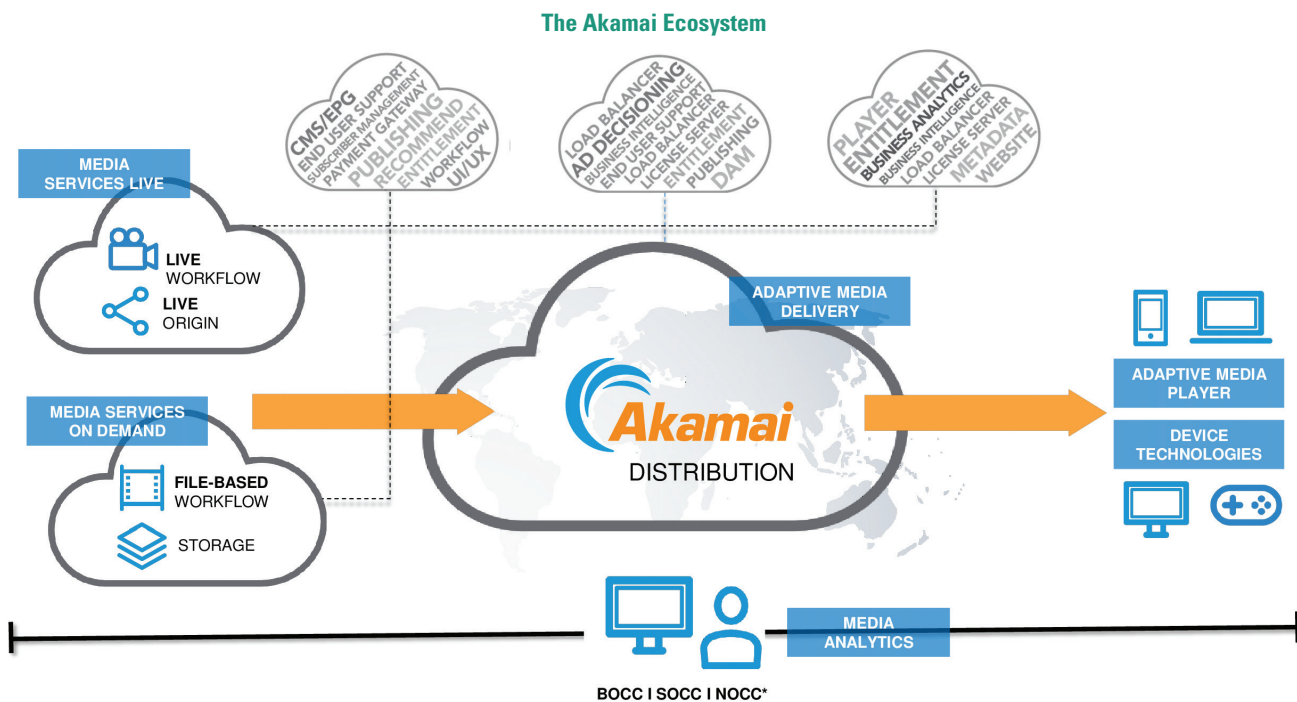 The Akamai Ecosystem
CMS/EPG
END USER SUPPORT
SUBSCRIBER MANAGEMENT
PAYMENT GATEWAY
PUBLISHING
RECOMMEND
ENTITLEMENT
WORKFLOW
UI/UX
LOAD BALANCER
AD DECISIONING
BUSINESS INTELLIGENCE
END USER SUPPORT
LOAD BALANCER
LICENSE SERVER
ENTITLEMENT
PUBLISHING
DAM
PLAYER
ENTITLEMENT
BUSINESS ANALYTICS
BUSINESS INTELLIGENCE
LOAD BALANCER
LICENSE SERVER
METADATA
WEBSITE
MEDIA
SERVICES LIVE
LIVE
WORKFLOW
LIVE
ORIGIN
MEDIA SERVICES
ON DEMAND
FILE-BASED
WORKFLOW
STORAGE
ADAPTIVE MEDIA
DELIVERY
Akamai
DISTRIBUTION
ADAPTIVE MEDIA
PLAYER
DEVICE
TECHNOLOGIES
MEDIA
ANALYTICS
BOCC I SOCC I NOCC*